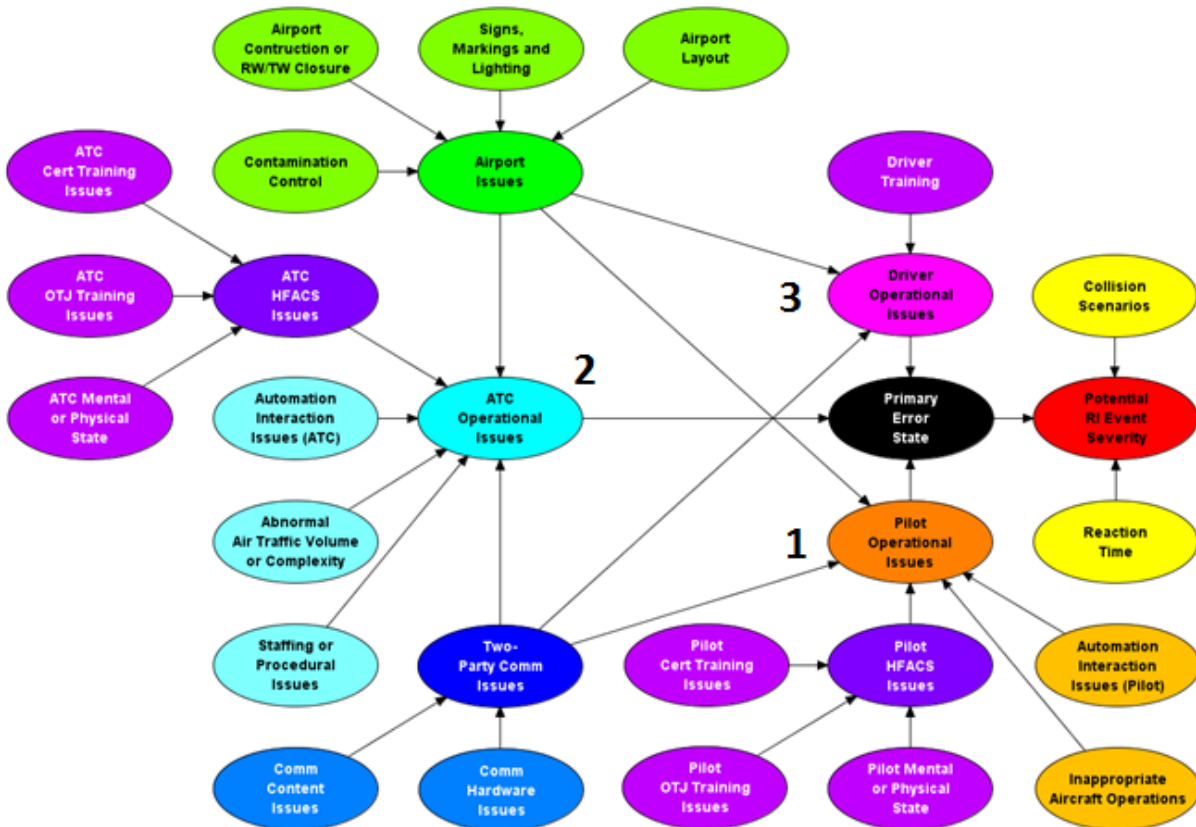 Airport
Contruction or
RW/TW Closure
Signs,
Markings and
Lighting
Airport
Layout
ATC
Cert Training
Issues
Contamination
Control
Airport
Issues
Driver
Training
ATC
OTJ Training
Issues
ATC
HFACS
Issues
3
Driver
Operational
Issues
Collision
Scenarios
ATC Mental
or Physical
State
Automation
Interaction
Issues (ATC)
ATC
Operational
Issues
2
Primary
Error
State
Potential
RI Event
Severity
Abnormal
Air Traffic Volume
or Complexity
1
Pilot
Operational
Issues
Reaction
Time
Staffing or
Procedural
Issues
Two-
Party Comm
Issues
Pilot
Cert Training
Issues
Pilot
HFACS
Issues
Automation
Interaction
Issues (Pilot)
Comm
Content
Issues
Comm
Hardware
Issues
Pilot
OTJ Training
Issues
Pilot Mental
or Physical
State
Inappropriate
Aircraft Operations